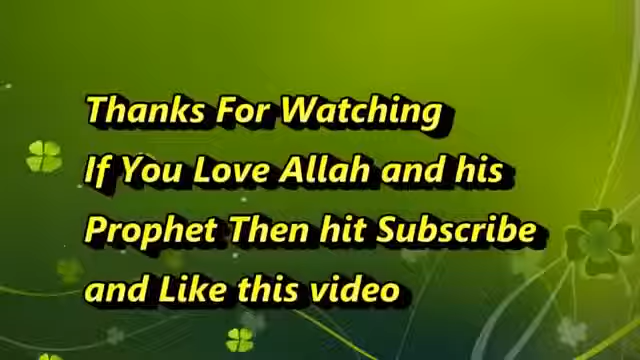 Thanks For Watching
If You Love Allah and his
Prophet Then hit Subscribe
and Like this video